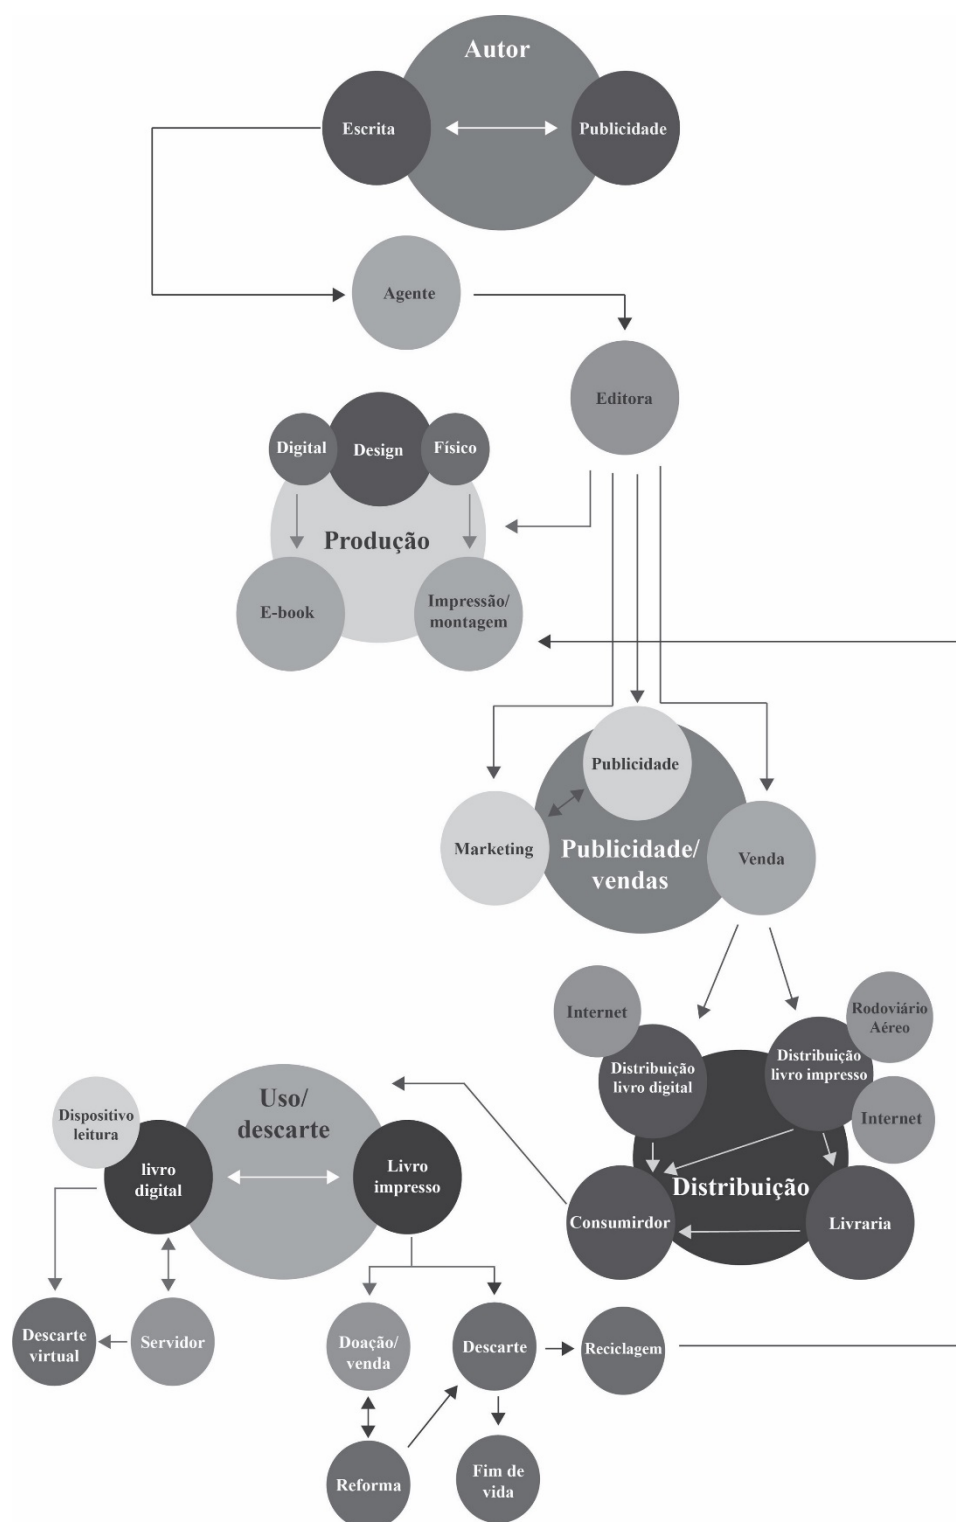 Autor
Escrita
Publicidade
Agente
Editora
Digital
Design
Físico
Produção
E-book
Impressão/
montagem
Publicidade
Marketing
Publicidade/
vendas
Venda
Internet
Rodoviário
Aéreo
Distribuição
livro digital
Distribuição
livro impresso
Internet
Distribuição
Consumirdor
Livraria
Uso/
descarte
Dispositivo
leitura
livro
digital
Livro
impresso
Descarte
virtual
Servidor
Doação/
venda
Descarte
Reciclagem
Reforma
Fim de
vida